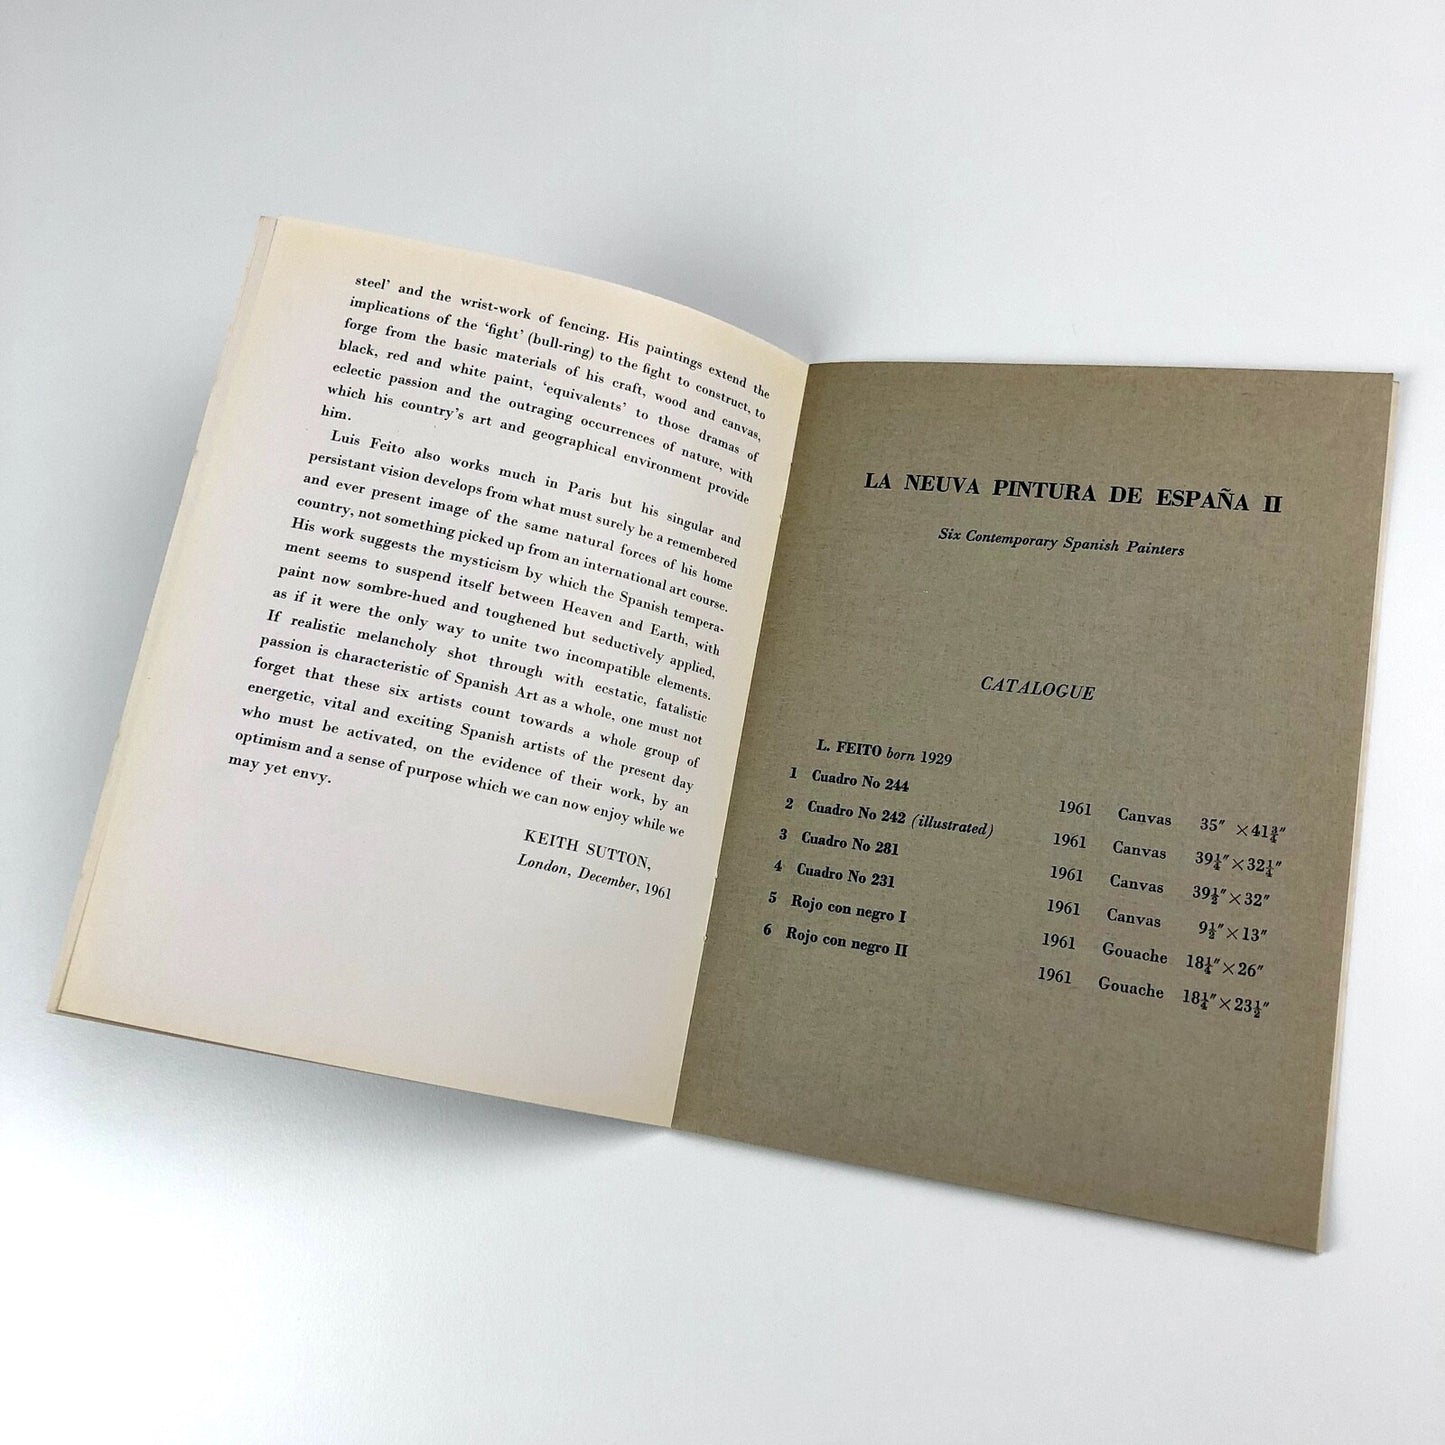 steel' and the wrist-work of fencing. His paintings extend the
implications of the 'fight' (bull-ring) to the fight to construct, to
forge from the basic materials of his craft, wood and canvas,
black, red and white paint, 'equivalents' to those dramas of
eclectic passion and the outraging occurrences of nature, with
which his country's art and geographical environment provide
him.
Luis Feito also works much in Paris but his singular and
persistant vision develops from what must surely be a remembered
and ever present image of the same natural forces of his home
country, not something picked up from an international art course.
His work suggests the mysticism by which the Spanish tempera-
ment seems to suspend itself between Heaven and Earth, with
paint now sombre-hued and toughened but seductively applied,
as if it were the only way to unite two incompatible elements.
If realistic melancholy shot through with ecstatic, fatalistic
passion is characteristic of Spanish Art as a whole, one must not
forget that these six artists count towards a whole group of
energetic, vital and exciting Spanish artists of the present day
who must be activated, on the evidence of their work, by an
optimism and a sense of purpose which we can now enjoy while we
may yet envy.
KEITH SUTTON,
London, December, 1961
LA NEUVA PINTURA DE ESPAÑA II
Six Contemporary Spanish Painters
CATALOGUE
L. FEITO born 1929
1 Cuadro No 244 1961 Canvas 35″ × 41¾″
2 Cuadro No 242 (illustrated) 1961 Canvas 39¼″ × 32¼″
3 Cuadro No 281 1961 Canvas 39½″ × 32″
4 Cuadro No 231 1961 Canvas 9½″ × 13″
5 Rojo con negro I 1961 Gouache 18¼″ × 26″
6 Rojo con negro II 1961 Gouache 18¼″ × 23½″